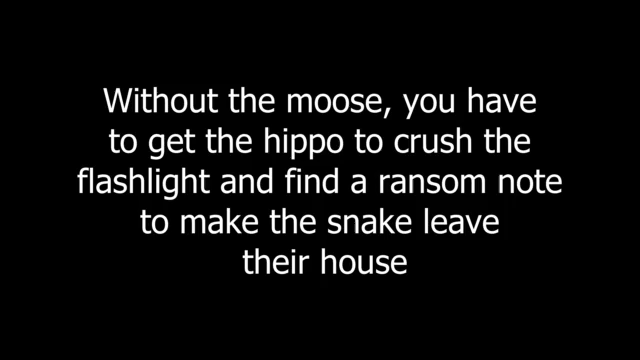 Without the moose, you have
to get the hippo to crush the
flashlight and find a ransom note
to make the snake leave
their house